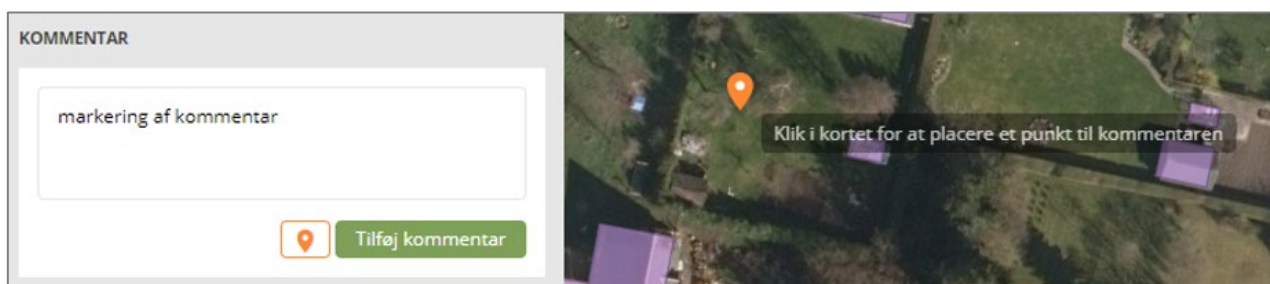 KOMMENTAR
markering af kommentar
Klik i kortet for at placere et punkt til kommentaren
Tilføj kommentar